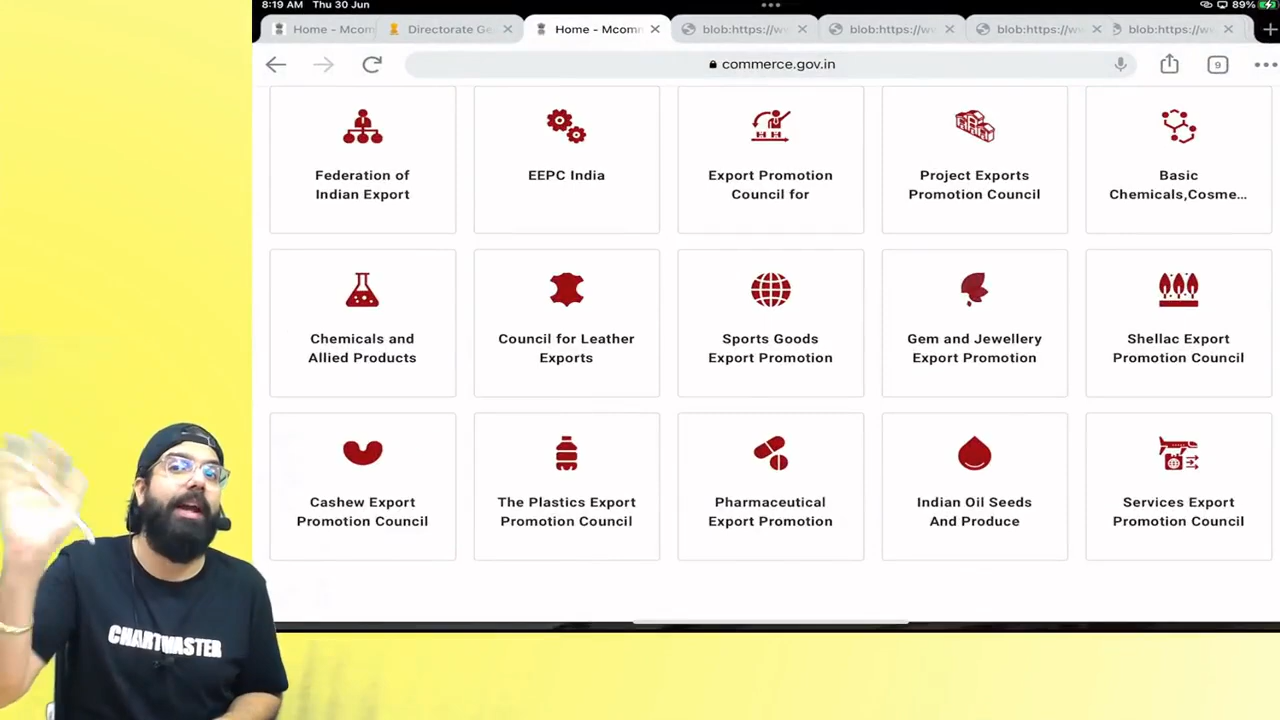 8:19 AM Thu 30 Jun
89%
Home - Mcom
Directorate Ge
Home - Mcomm
blob:https://w
blob:https://w
blob:https://w
blob:https://w
commerce.gov.in
9
Federation of
Indian Export
EEPC India
Export Promotion
Council for
Project Exports
Promotion Council
Basic
Chemicals,Cosme...
Chemicals and
Allied Products
Council for Leather
Exports
Sports Goods
Export Promotion
Gem and Jewellery
Export Promotion
Shellac Export
Promotion Council
Cashew Export
Promotion Council
The Plastics Export
Promotion Council
Pharmaceutical
Export Promotion
Indian Oil Seeds
And Produce
Services Export
Promotion Council
CHARTMASTER